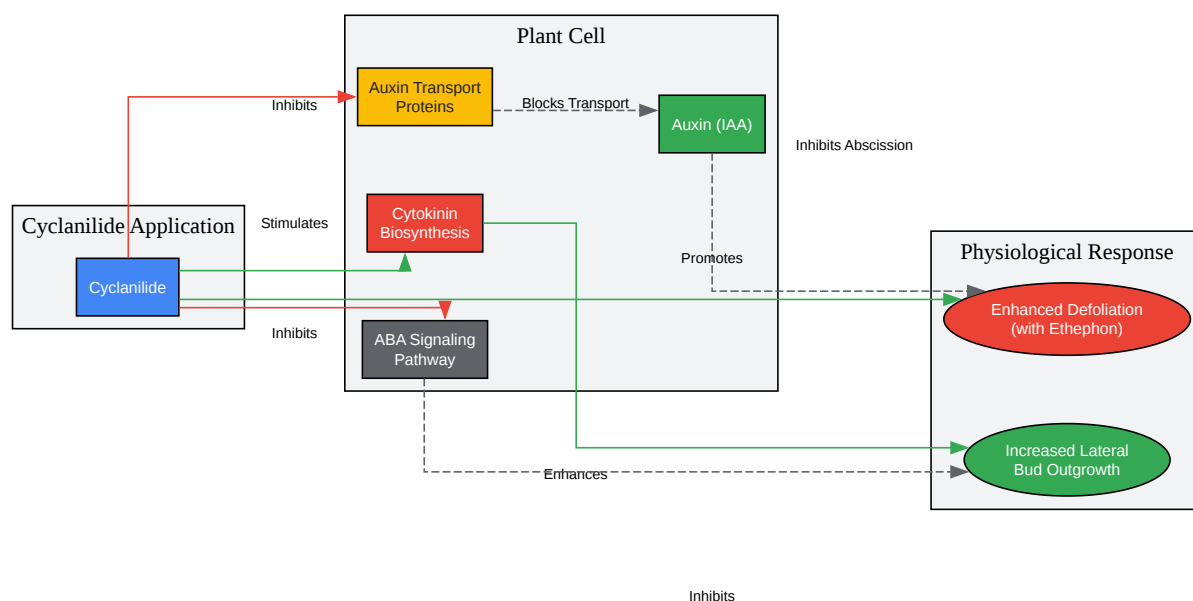 Plant Cell
Auxin Transport
Proteins
Inhibits
Blocks Transport
Auxin (IAA)
Inhibits Abscission
Cyclanilide Application
Stimulates
Cytokinin
Biosynthesis
Promotes
Physiological Response
Cyclanilide
Enhanced Defoliation
(with Ethephon)
Inhibits
ABA Signaling
Pathway
Increased Lateral
Bud Outgrowth
Enhances
Inhibits